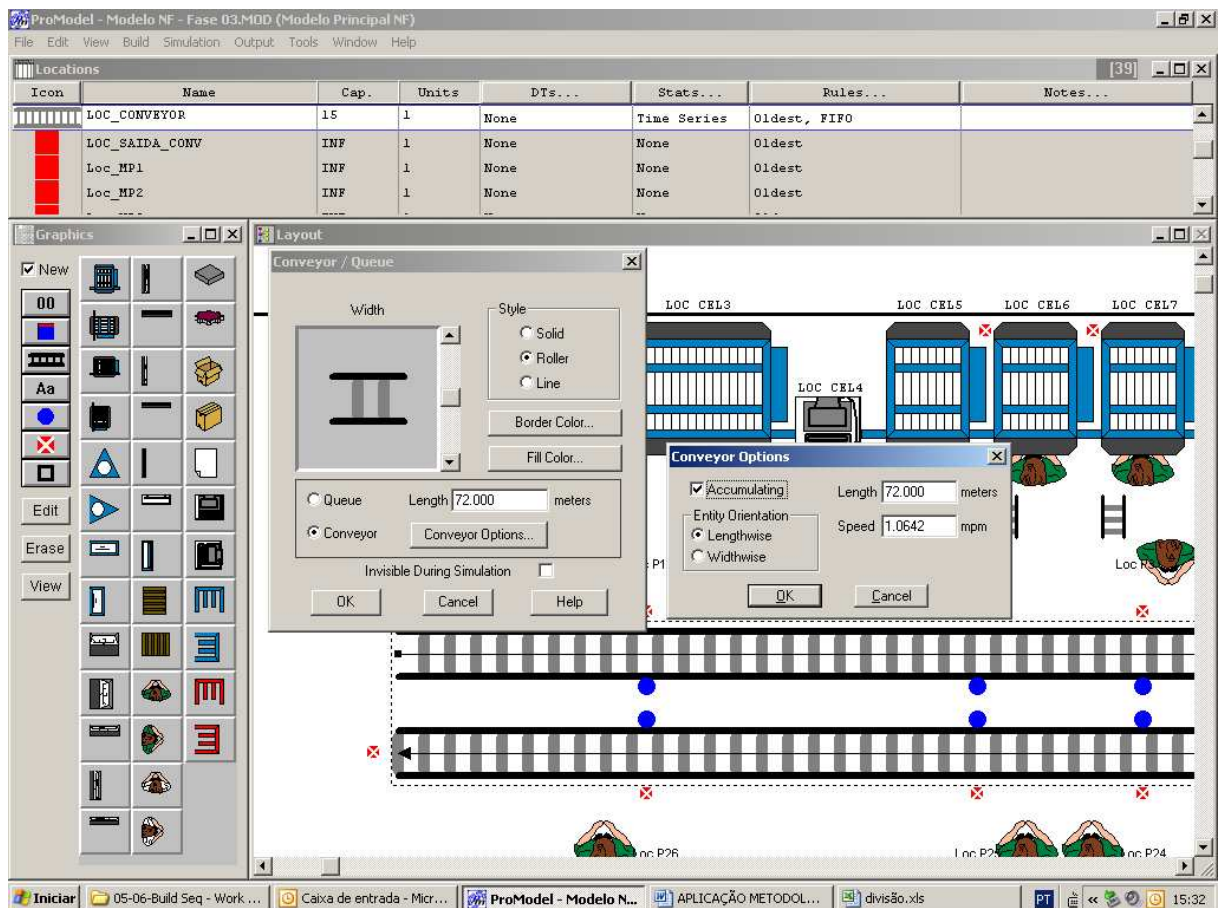 ProModel - Modelo NF - Fase 03.MOD (Modelo Principal NF)
File Edit View Build Simulation Output Tools Window Help
Locations [39]
Icon Name Cap. Units DTs... Stats... Rules... Notes...
LOC_CONVEYOR 15 1 None Time Series Oldest, FIFO
LOC_SAIDA_CONV INF 1 None None Oldest
Loc_MP1 INF 1 None None Oldest
Loc_MP2 INF 1 None None Oldest
Graphics
New
00
Aa
Edit
Erase
View
Layout
LOC CEL3 LOC CEL5 LOC CEL6 LOC CEL7
LOC CEL4
Conveyor / Queue
Width
Style
Solid
Roller
Line
Border Color...
Fill Color...
Queue Length 72.000 meters
Conveyor Conveyor Options...
Invisible During Simulation
OK Cancel Help
Conveyor Options
Accumulating Length 72.000 meters
Entity Orientation
Lengthwise Speed 1.0642 mpm
Widthwise
OK Cancel
P1 Loc
oc P26 Loc P25 oc P24
Iniciar 05-06-Build Seq - Work ... Caixa de entrada - Micr... ProModel - Modelo N... APLICAÇÃO METODOL... divisão.xls PT « 15:32